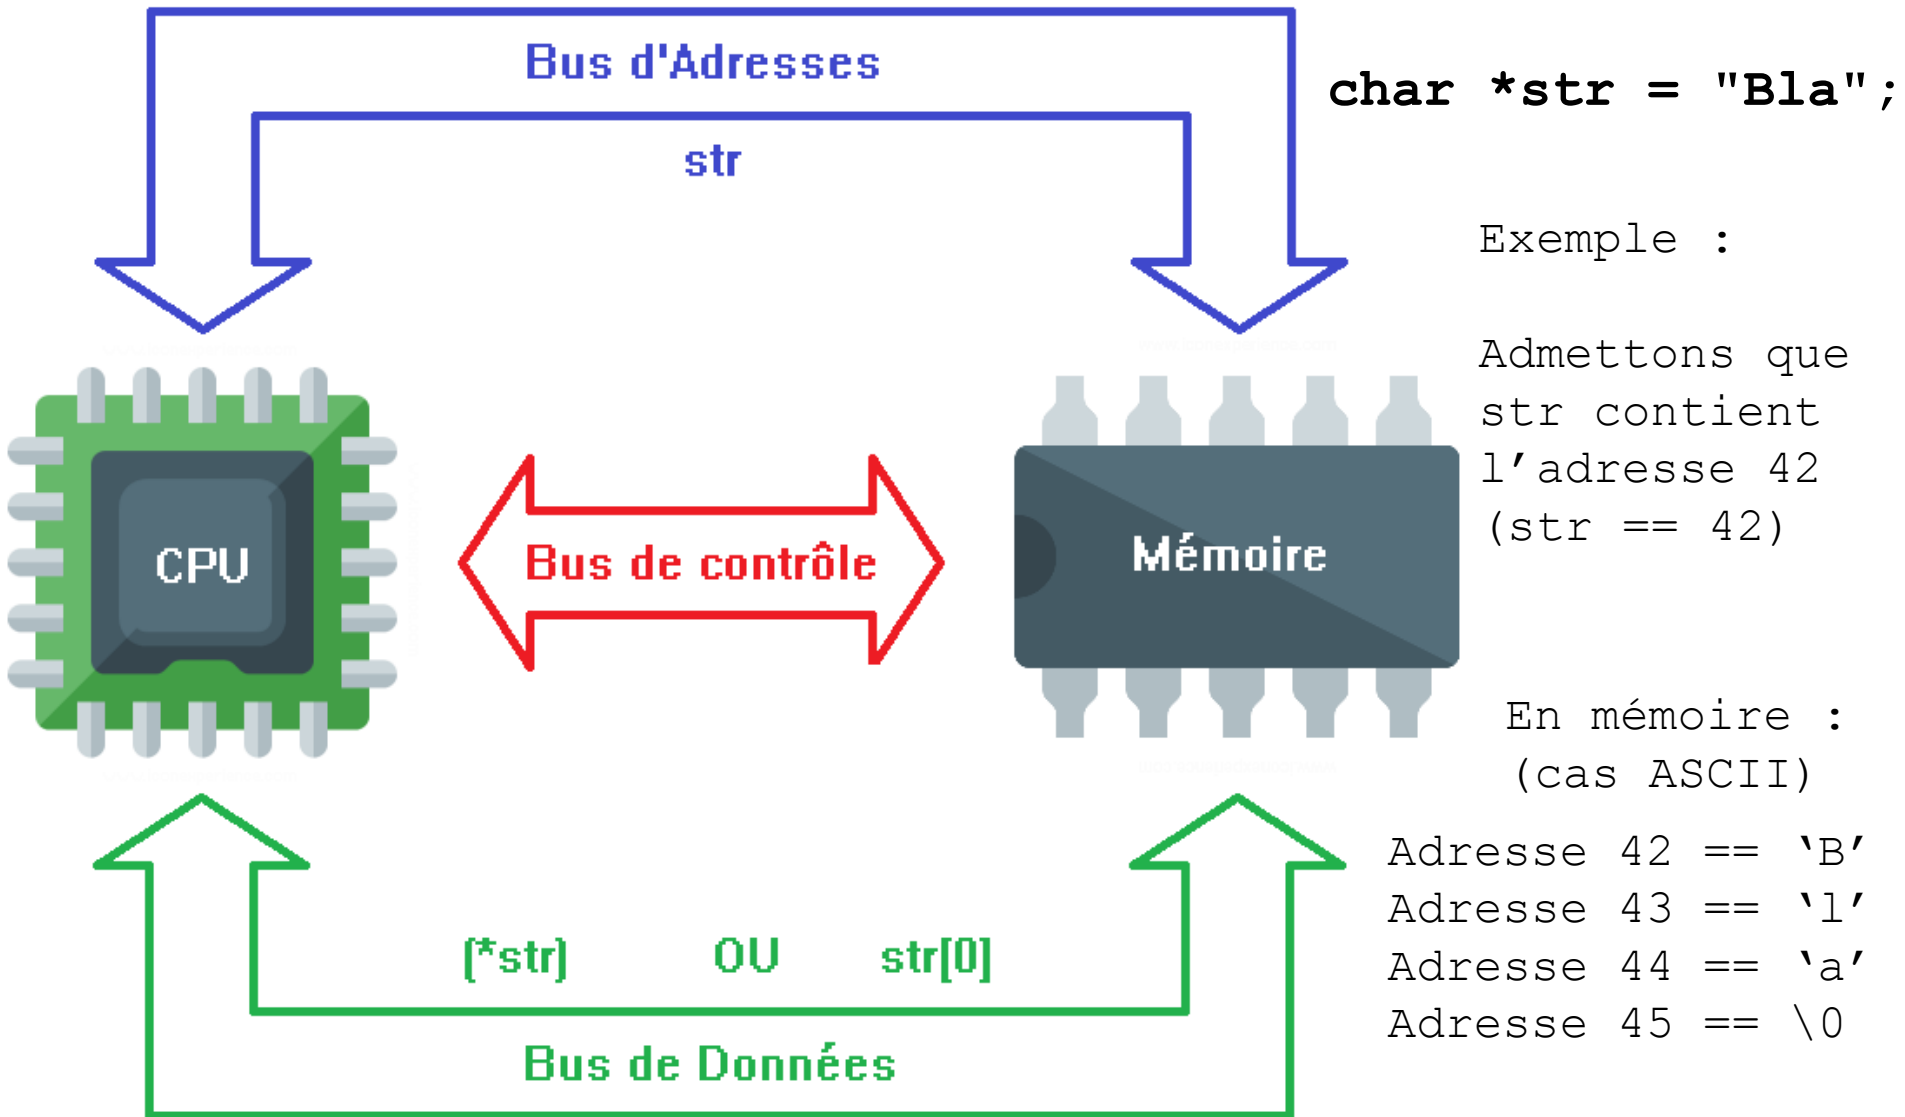 Bus d'Adresses
char *str = "Bla";
str
Exemple :
Admettons que
str contient
l’adresse 42
(str == 42)
CPU
Bus de contrôle
Mémoire
En mémoire :
(cas ASCII)
Adresse 42 == ‘B’
Adresse 43 == ‘l’
Adresse 44 == ‘a’
Adresse 45 == \0
(*str) OU str[0]
Bus de Données